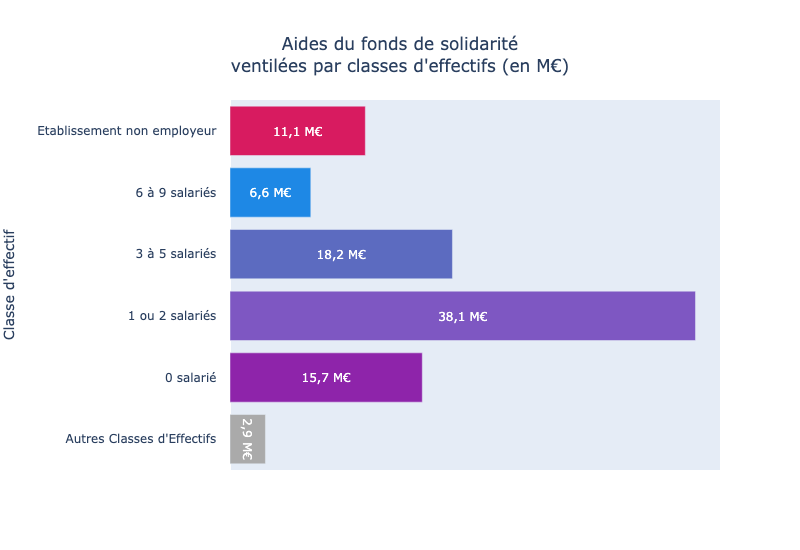 Aides du fonds de solidarité
ventilées par classes d'effectifs (en M€)
Classe d'effectif
Etablissement non employeur
11,1 M€
6 à 9 salariés
6,6 M€
3 à 5 salariés
18,2 M€
1 ou 2 salariés
38,1 M€
0 salarié
15,7 M€
Autres Classes d'Effectifs
2,9 M€